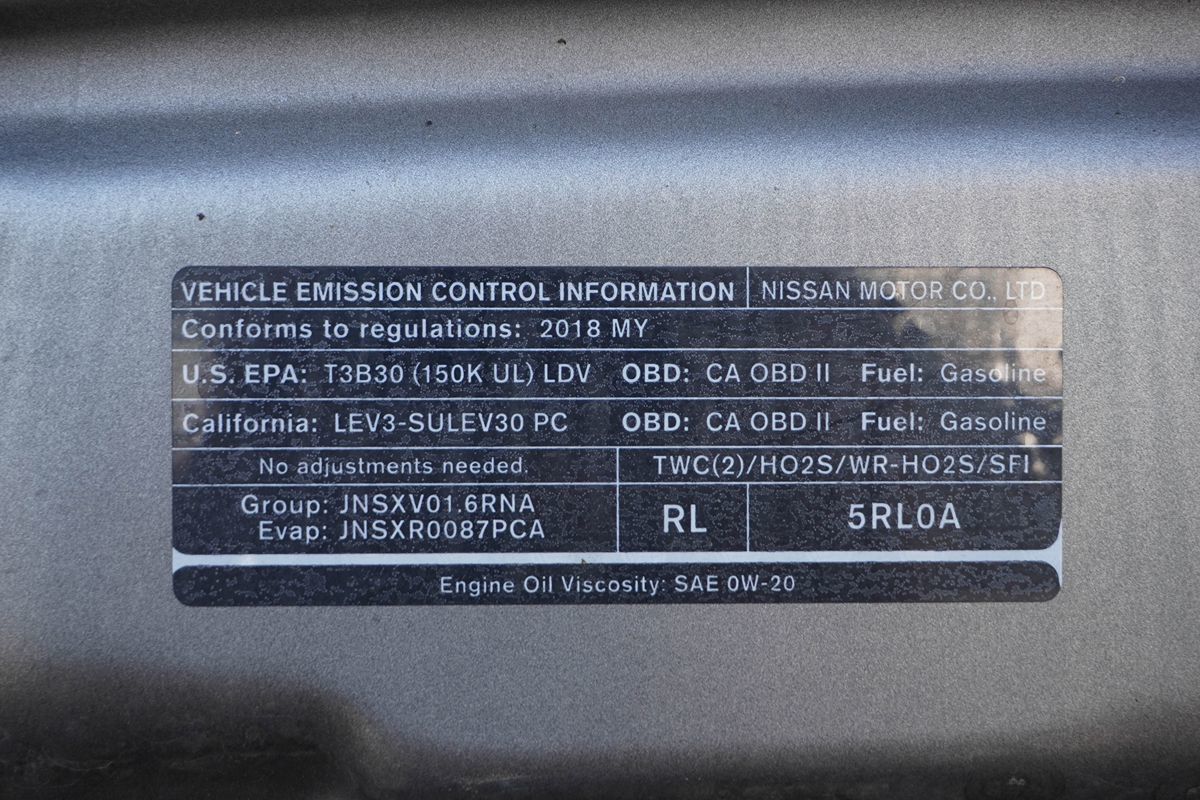 VEHICLE EMISSION CONTROL INFORMATION NISSAN MOTOR CO., LTD
Conforms to regulations: 2018 MY
U.S. EPA: T3B30 (150K UL) LDV OBD: CA OBD II Fuel: Gasoline
California: LEV3-SULEV30 PC OBD: CA OBD II Fuel: Gasoline
No adjustments needed. TWC(2)/HO2S/WR-HO2S/SFI
Group: JNSXV01.6RNA
Evap: JNSXR0087PCA
RL 5RL0A
Engine Oil Viscosity: SAE 0W-20